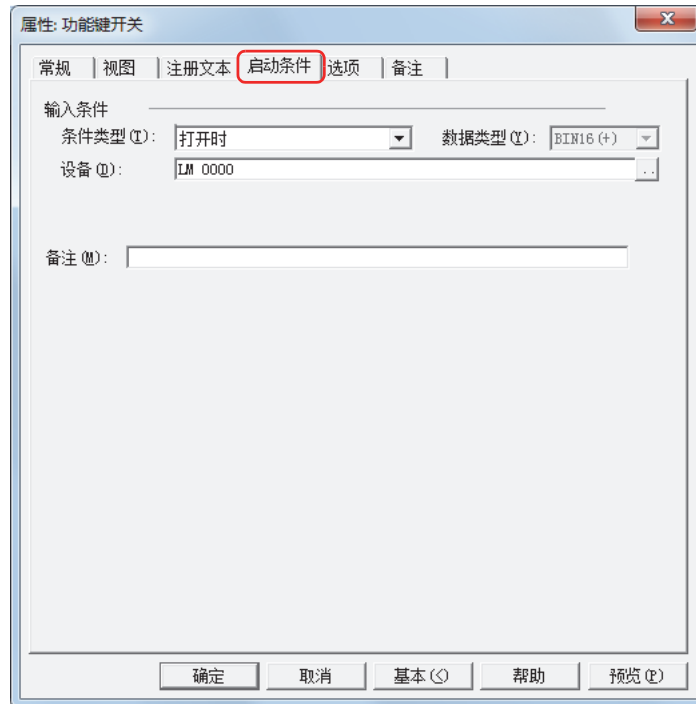 属性: 功能键开关
常规 视图 注册文本 启动条件 选项 备注
输入条件
条件类型(T): 打开时 数据类型(Y): BIN16(+)
设备(D): LM 0000 ..
备注(M):
确定 取消 基本(<) 帮助 预览(P)